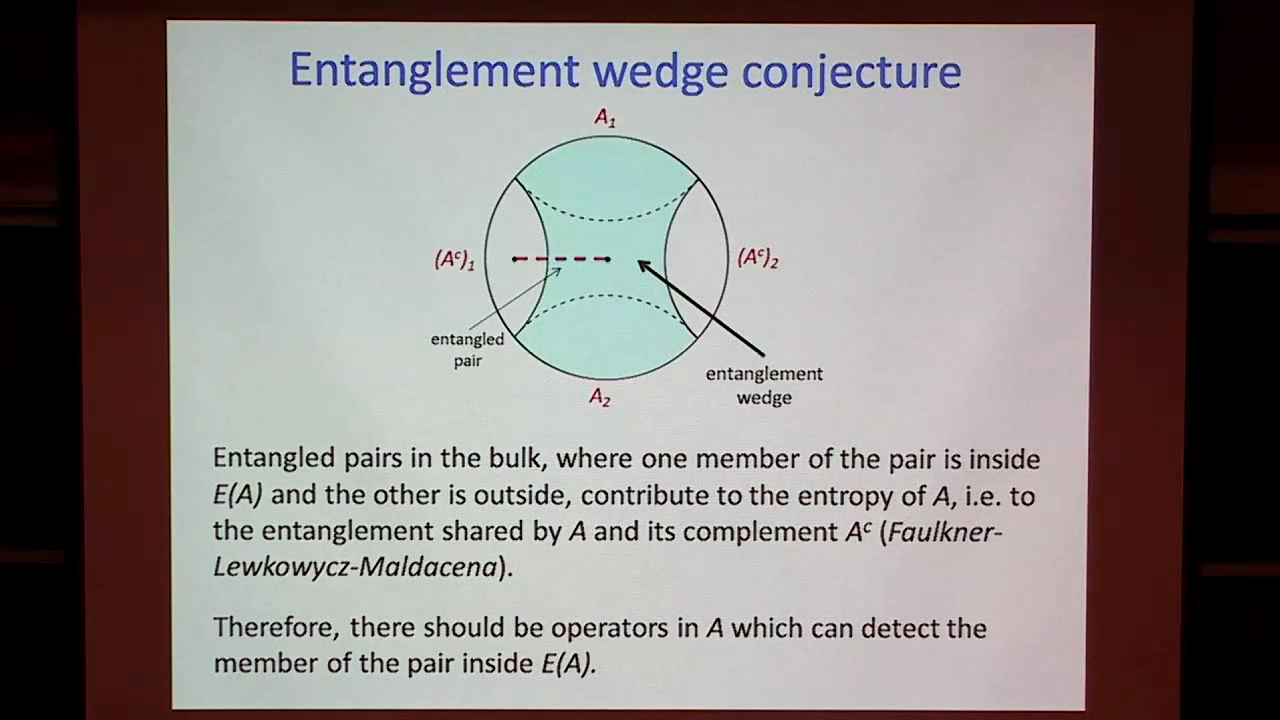 Entanglement wedge conjecture
A₁
(Aᶜ)₁
(Aᶜ)₂
entangled
pair
entanglement
wedge
A₂
Entangled pairs in the bulk, where one member of the pair is inside
E(A) and the other is outside, contribute to the entropy of A, i.e. to
the entanglement shared by A and its complement Aᶜ (Faulkner-
Lewkowycz-Maldacena).
Therefore, there should be operators in A which can detect the
member of the pair inside E(A).